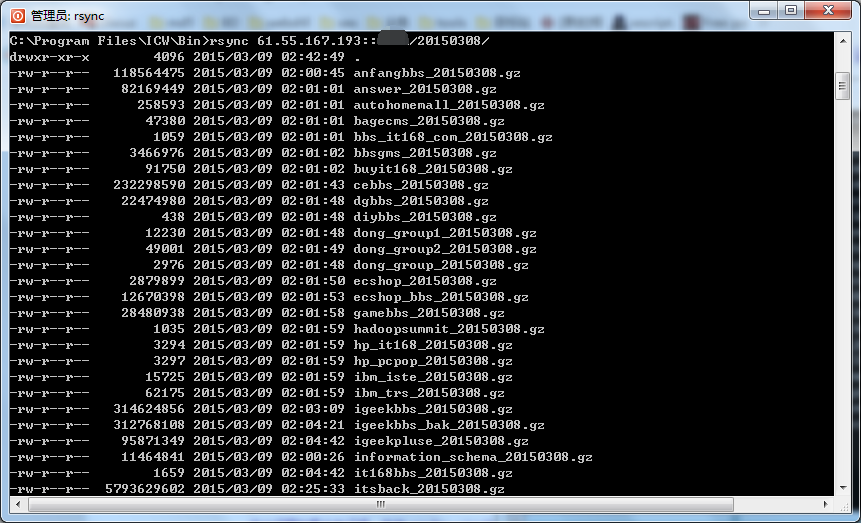 管理员: rsync
C:\Program Files\ICW\Bin>rsync 61.55.167.193::/20150308/
drwxr-xr-x 4096 2015/03/09 02:42:49 .
-rw-r--r-- 118564475 2015/03/09 02:00:45 anfangbbs_20150308.gz
-rw-r--r-- 82169449 2015/03/09 02:01:01 answer_20150308.gz
-rw-r--r-- 258593 2015/03/09 02:01:01 autohomemall_20150308.gz
-rw-r--r-- 47380 2015/03/09 02:01:01 bagecms_20150308.gz
-rw-r--r-- 1059 2015/03/09 02:01:01 bbs_it168_com_20150308.gz
-rw-r--r-- 3466976 2015/03/09 02:01:02 bbsgms_20150308.gz
-rw-r--r-- 91750 2015/03/09 02:01:02 buyit168_20150308.gz
-rw-r--r-- 232298590 2015/03/09 02:01:43 cebbs_20150308.gz
-rw-r--r-- 22474980 2015/03/09 02:01:48 dgbbs_20150308.gz
-rw-r--r-- 438 2015/03/09 02:01:48 diybbs_20150308.gz
-rw-r--r-- 12230 2015/03/09 02:01:48 dong_group1_20150308.gz
-rw-r--r-- 49001 2015/03/09 02:01:49 dong_group2_20150308.gz
-rw-r--r-- 2976 2015/03/09 02:01:48 dong_group_20150308.gz
-rw-r--r-- 2879899 2015/03/09 02:01:50 ecshop_20150308.gz
-rw-r--r-- 12670398 2015/03/09 02:01:53 ecshop_bbs_20150308.gz
-rw-r--r-- 28480938 2015/03/09 02:01:58 gamebbs_20150308.gz
-rw-r--r-- 1035 2015/03/09 02:01:59 hadoopsummit_20150308.gz
-rw-r--r-- 3294 2015/03/09 02:01:59 hp_it168_20150308.gz
-rw-r--r-- 3297 2015/03/09 02:01:59 hp_pcpop_20150308.gz
-rw-r--r-- 15725 2015/03/09 02:01:59 ibm_iste_20150308.gz
-rw-r--r-- 62175 2015/03/09 02:01:59 ibm_trs_20150308.gz
-rw-r--r-- 314624856 2015/03/09 02:03:09 igeekbbs_20150308.gz
-rw-r--r-- 312768108 2015/03/09 02:04:21 igeekbbs_bak_20150308.gz
-rw-r--r-- 95871349 2015/03/09 02:04:42 igeekpluse_20150308.gz
-rw-r--r-- 11464841 2015/03/09 02:00:26 information_schema_20150308.gz
-rw-r--r-- 1659 2015/03/09 02:04:42 it168bbs_20150308.gz
-rw-r--r-- 5793629602 2015/03/09 02:25:33 itsback_20150308.gz